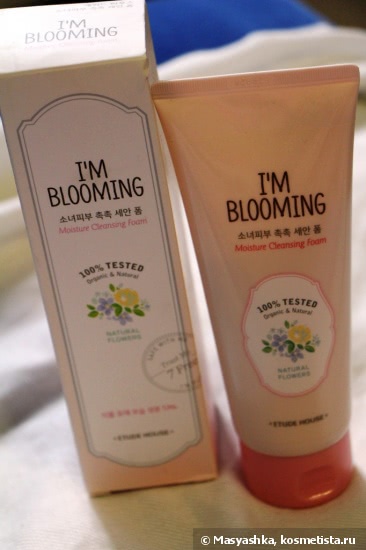 I'M
BLOOMING
I'M
BLOOMING
소녀피부 촉촉 세안 폼
Moisture Cleansing Foam
100% TESTED
Organic & Natural
NATURAL
FLOWERS
ETUDE HOUSE
I'M
BLOOMING
소녀피부 촉촉 세안 폼
Moisture Cleansing Foam
100% TESTED
Organic & Natural
NATURAL
FLOWERS
ETUDE HOUSE
© Masyashka, kosmetista.ru